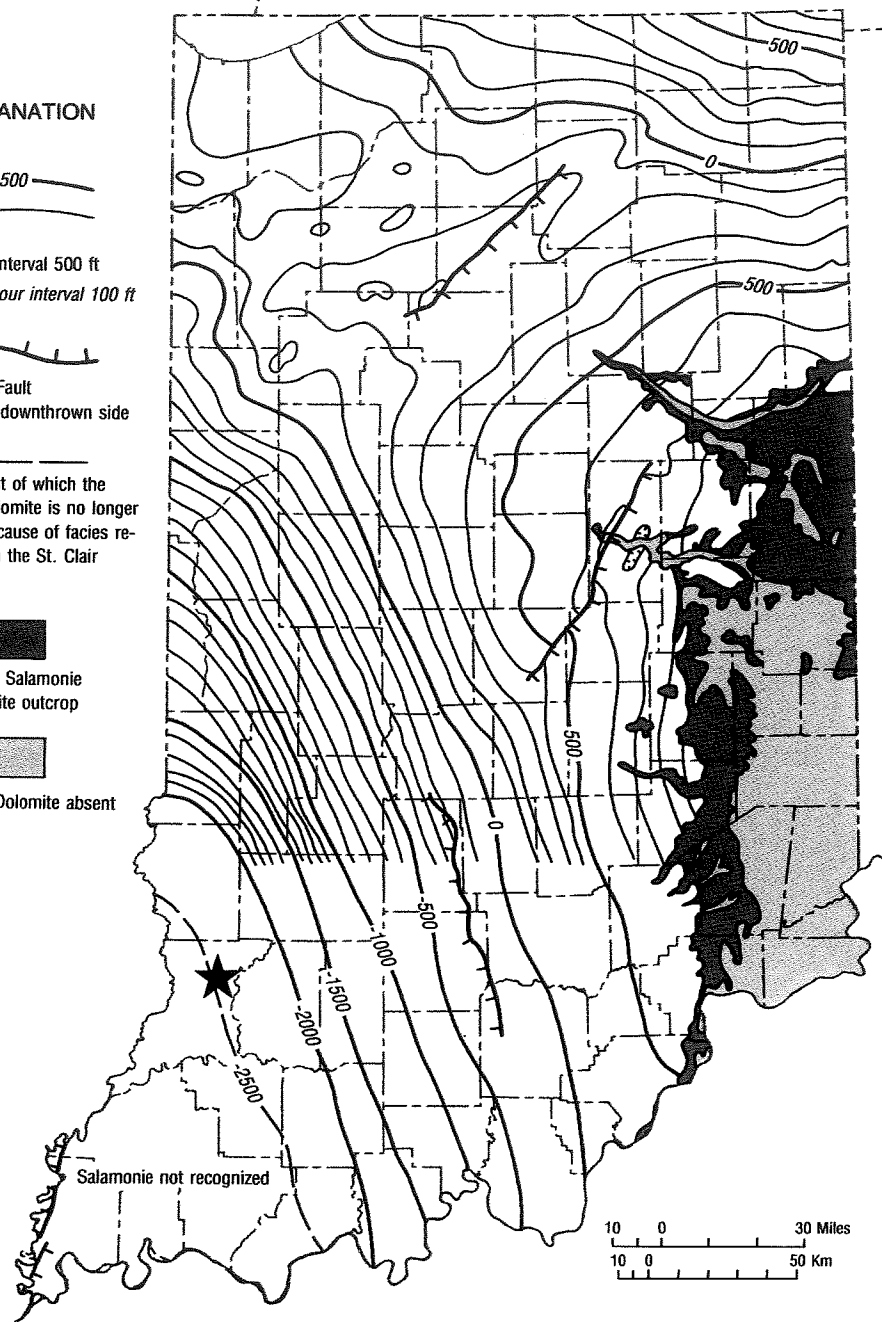 ANATION
500
nterval 500 ft
our interval 100 ft
Fault
downthrown side
t of which the
olomite is no longer
cause of facies re-
the St. Clair
Salamonie
ite outcrop
Dolomite absent
500
0
500
500
0
-500
-1000
-1500
-2000
-2500
Salamonie not recognized
10 0 30 Miles
10 0 50 Km